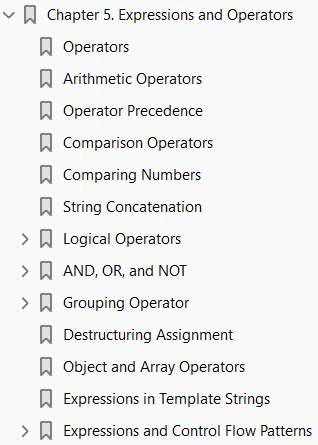 Chapter 5. Expressions and Operators
Operators
Arithmetic Operators
Operator Precedence
Comparison Operators
Comparing Numbers
String Concatenation
Logical Operators
AND, OR, and NOT
Grouping Operator
Destructuring Assignment
Object and Array Operators
Expressions in Template Strings
Expressions and Control Flow Patterns